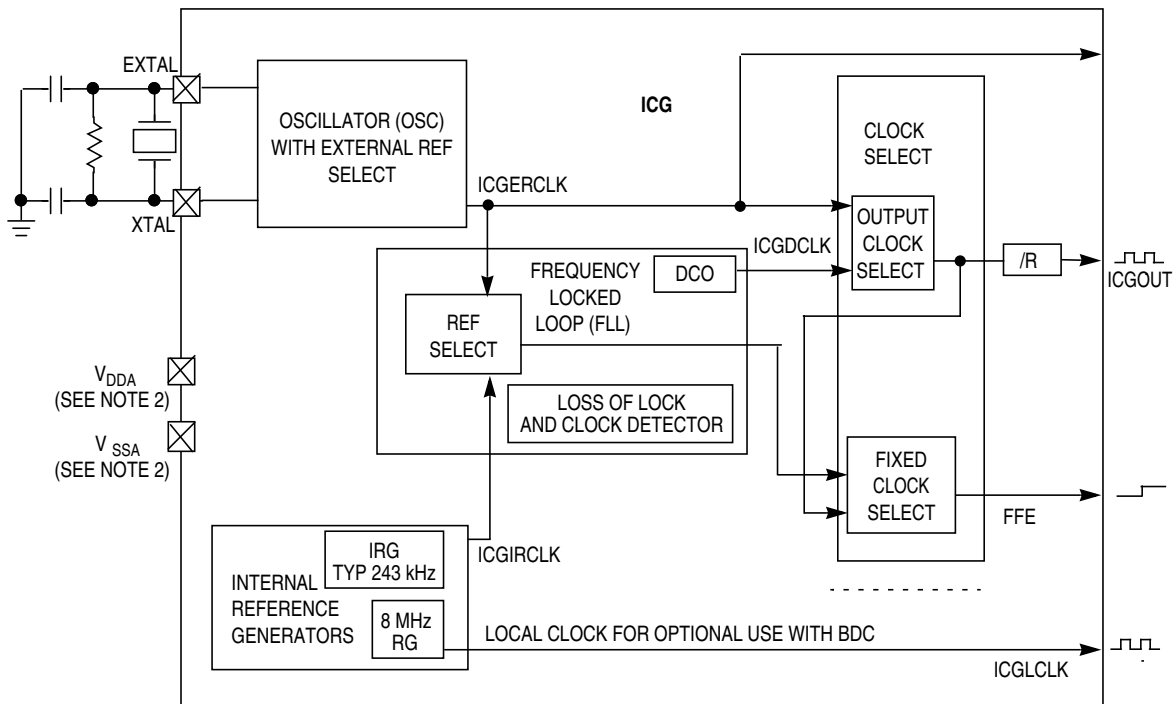 EXTAL
XTAL
OSCILLATOR (OSC)
WITH EXTERNAL REF
SELECT
ICG
CLOCK
SELECT
ICGERCLK
OUTPUT
CLOCK
SELECT
ICGDCLK
/R
ICGOUT
FREQUENCY
LOCKED
LOOP (FLL)
DCO
REF
SELECT
LOSS OF LOCK
AND CLOCK DETECTOR
VDDA
(SEE NOTE 2)
V SSA
(SEE NOTE 2)
FIXED
CLOCK
SELECT
FFE
ICGIRCLK
IRG
TYP 243 kHz
INTERNAL
REFERENCE
GENERATORS
8 MHz
RG
LOCAL CLOCK FOR OPTIONAL USE WITH BDC
ICGLCLK